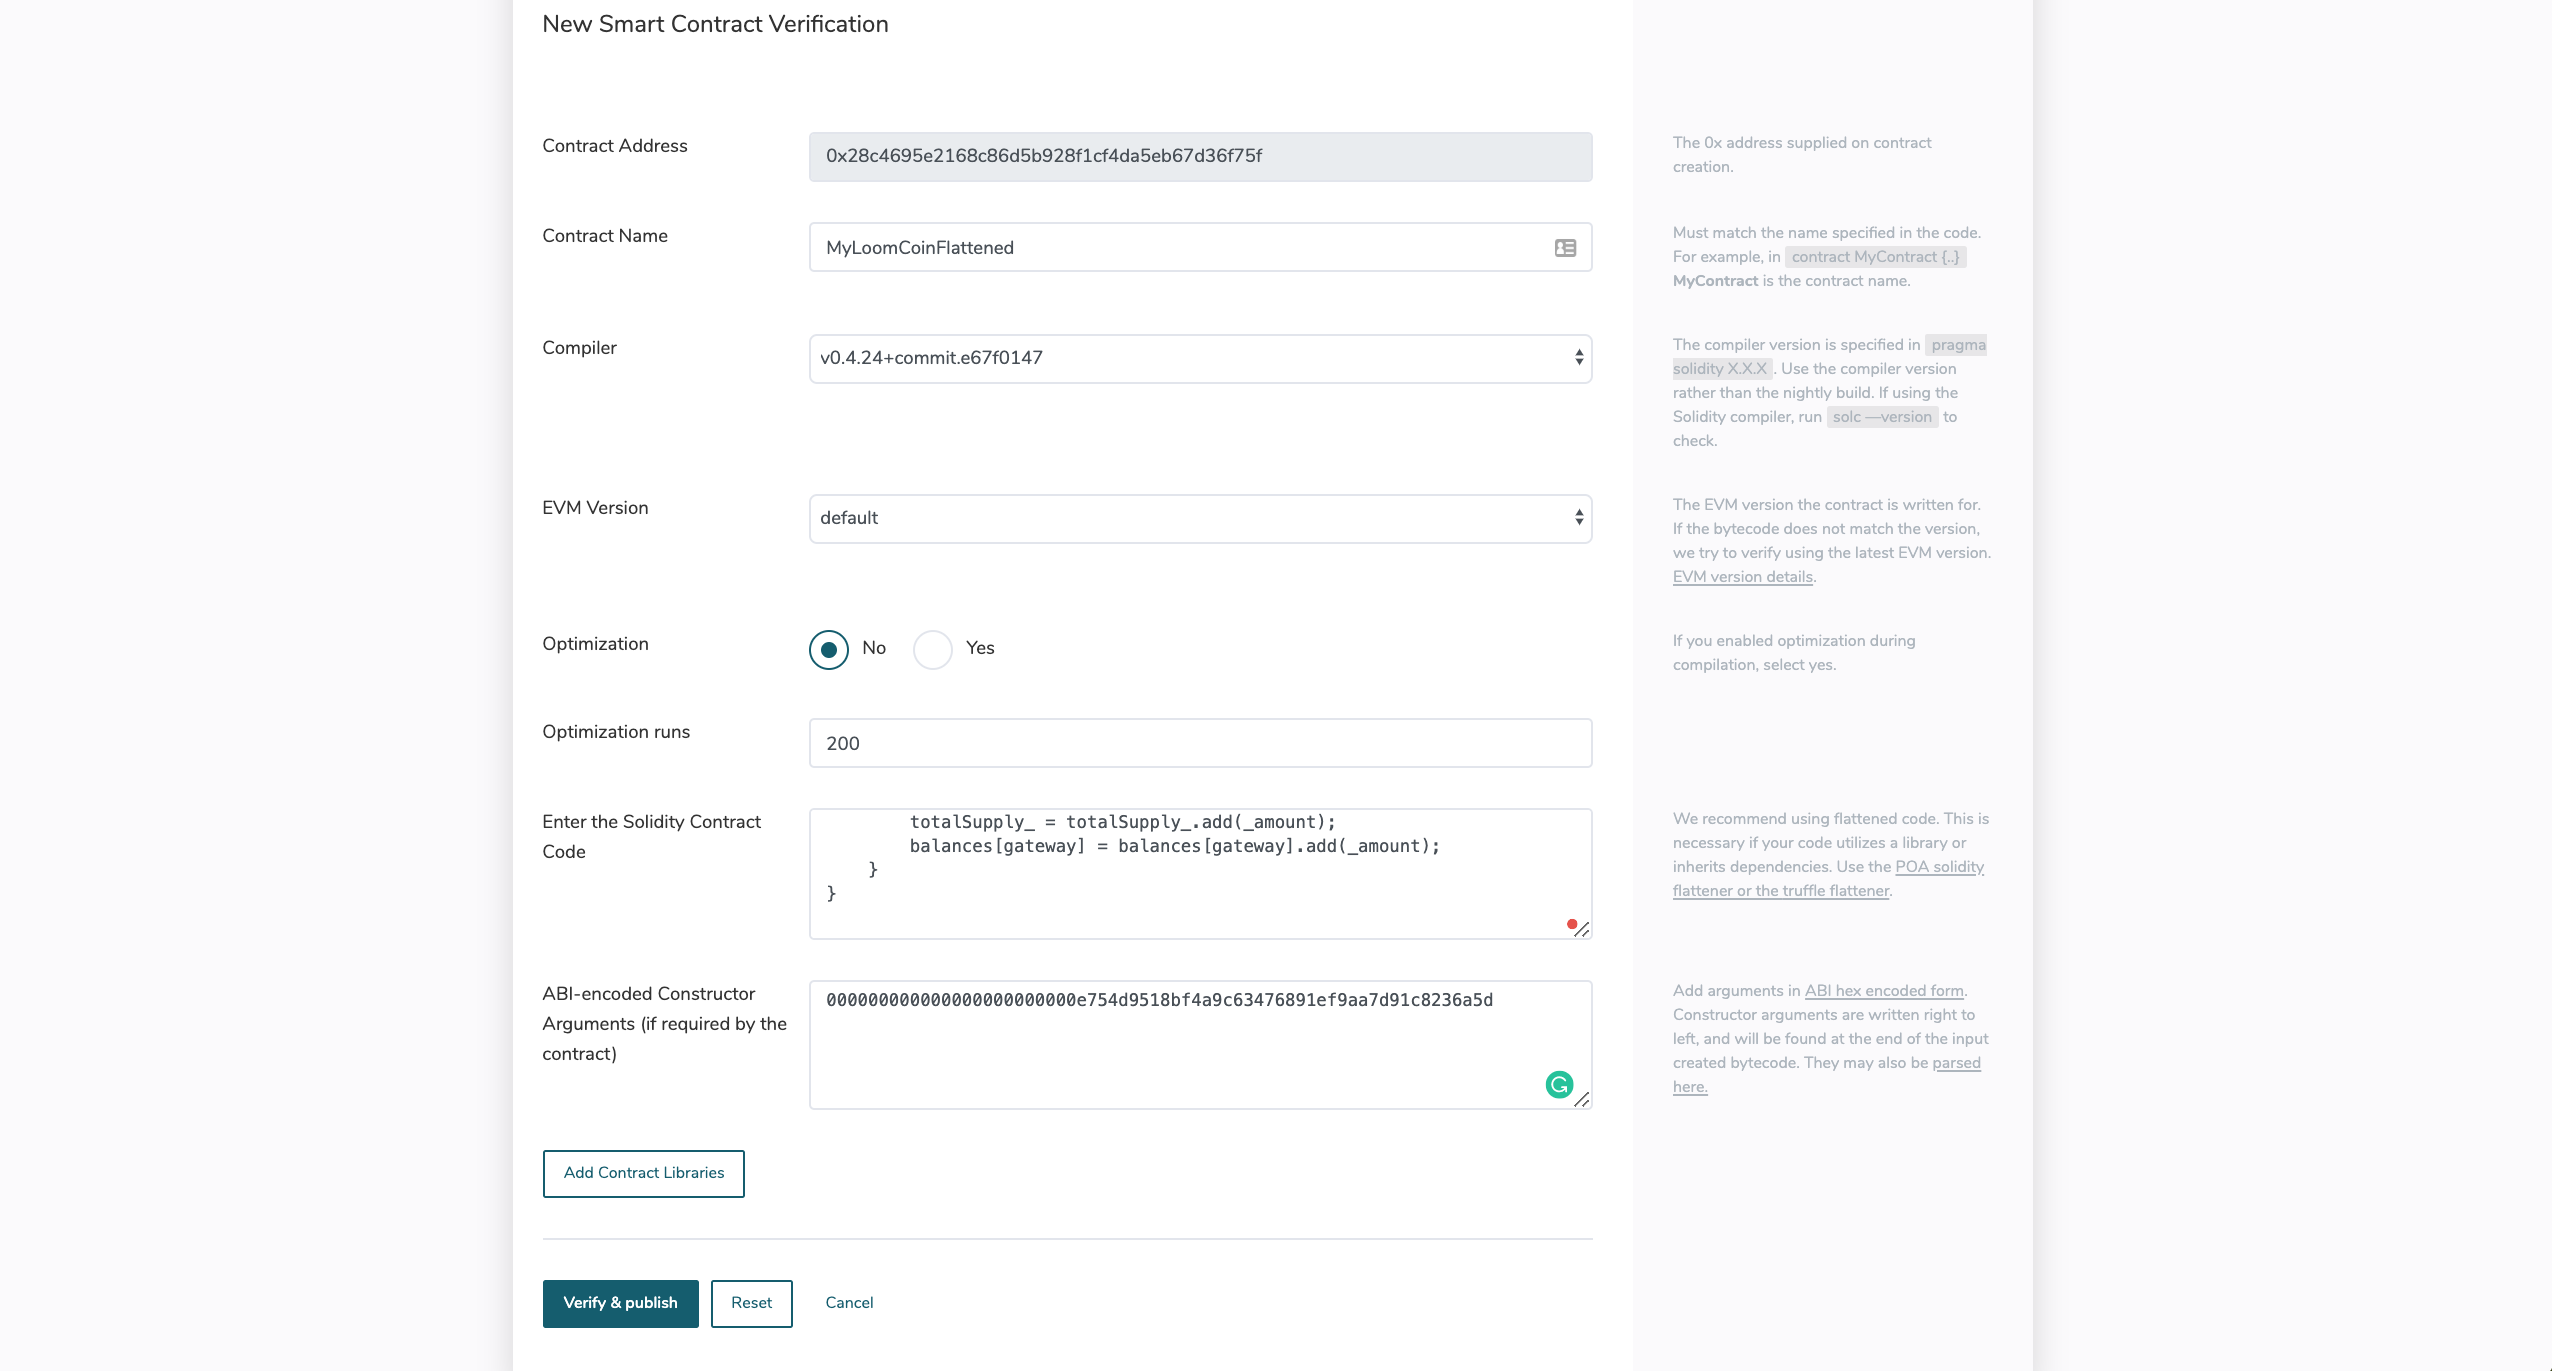 New Smart Contract Verification
Contract Address
0x28c4695e2168c86d5b928f1cf4da5eb67d36f75f
The 0x address supplied on contract
creation.
Contract Name
MyLoomCoinFlattened
Must match the name specified in the code.
For example, in contract MyContract {..}
MyContract is the contract name.
Compiler
v0.4.24+commit.e67f0147
The compiler version is specified in pragma
solidity X.X.X . Use the compiler version
rather than the nightly build. If using the
Solidity compiler, run solc —version to
check.
EVM Version
default
The EVM version the contract is written for.
If the bytecode does not match the version,
we try to verify using the latest EVM version.
EVM version details.
Optimization
No Yes
If you enabled optimization during
compilation, select yes.
Optimization runs
200
Enter the Solidity Contract
Code
totalSupply_ = totalSupply_.add(_amount);
balances[gateway] = balances[gateway].add(_amount);
}
}
We recommend using flattened code. This is
necessary if your code utilizes a library or
inherits dependencies. Use the POA solidity
flattener or the truffle flattener.
ABI-encoded Constructor
Arguments (if required by the
contract)
000000000000000000000000e754d9518bf4a9c63476891ef9aa7d91c8236a5d
Add arguments in ABI hex encoded form.
Constructor arguments are written right to
left, and will be found at the end of the input
created bytecode. They may also be parsed
here.
Add Contract Libraries
Verify & publish Reset Cancel